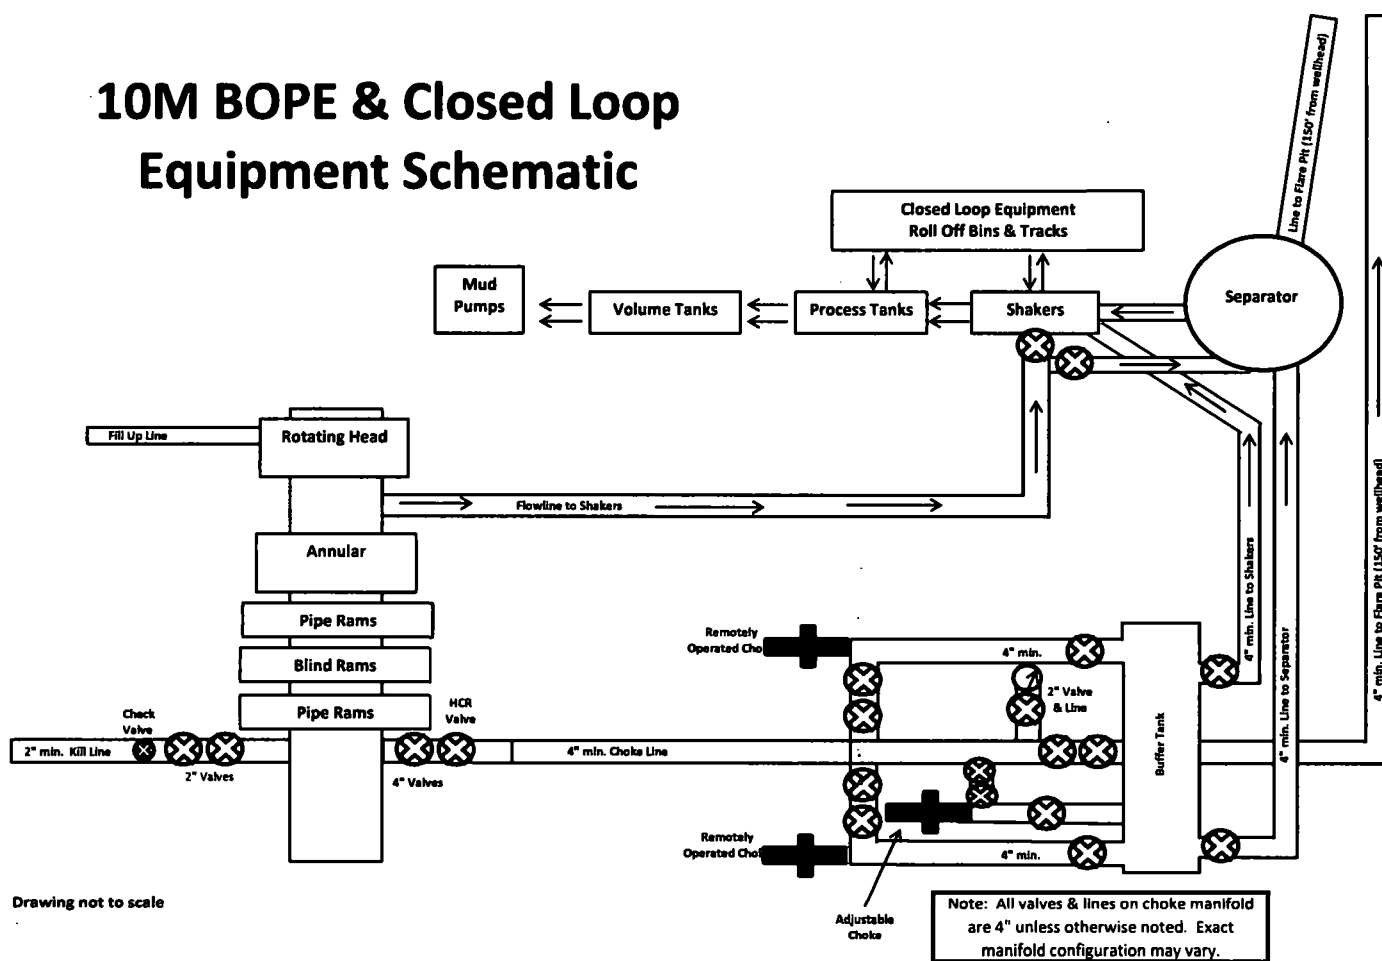 10M BOPE & Closed Loop
Equipment Schematic
Line to Flare Pit (150' from wellhead)
Closed Loop Equipment
Roll Off Bins & Tracks
Mud
Pumps
Volume Tanks
Process Tanks
Shakers
Separator
Fill Up Line
Rotating Head
Flowline to Shakers
Annular
Pipe Rams
Blind Rams
Pipe Rams
Check
Valve
HCR
Valve
2" min. Kill Line
2" Valves
4" Valves
4" min. Choke Line
Remotely
Operated Cho
4" min.
2" Valve
& Line
Buffer Tank
4" min. Line to Shakers
4" min. Line to Separator
4" min. Line to Flare Pit (150' from wellhead)
Remotely
Operated Cho
4" min.
Adjustable
Choke
Drawing not to scale
Note: All valves & lines on choke manifold
are 4" unless otherwise noted. Exact
manifold configuration may vary.